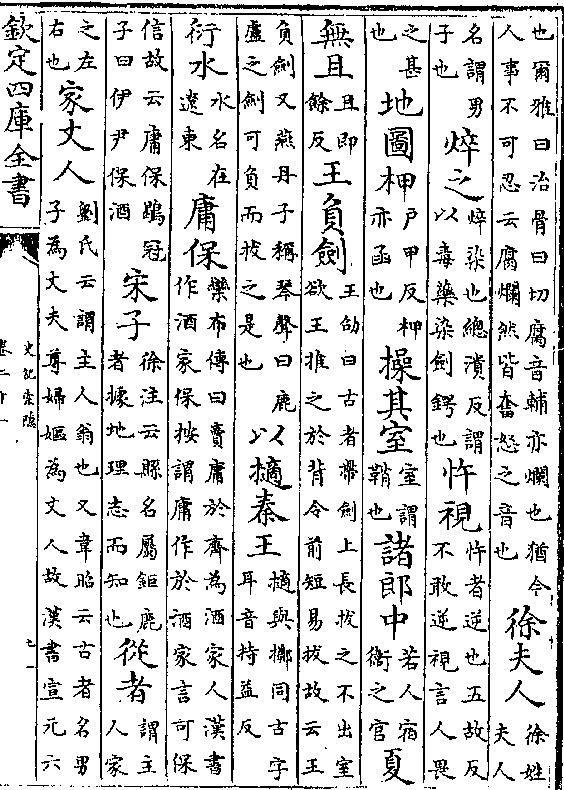 也爾雅曰治骨曰切腐音輔亦爛也猶今
人事不可忍云腐爛然皆奮怒之音也
徐夫人
徐姓
夫人
名謂男
子也
焠之
焠染也總潰反謂
以毒藥染劍鍔也
忤視
忤者逆也五故反
不敢逆視言人畏
之甚
也
地圖柙
戶甲反柙
亦函也
操其室
室謂
鞘也
諸郎中
若人宿
衛之官
夏
無且
且即
餘反
王負劍
王劭曰古者帶劍上長拔之不出室
欲王推之於背令前短易拔故云王
負劍又燕丹子稱琴聲曰鹿
盧之劍可負而拔之是也
以擿秦王
擿與擲同古字
耳音持益反
衍水
水名在
遼東
庸保
欒布傳曰賣庸於齊為酒家人漢書
作酒家保按謂庸作於酒家言可保
信故云庸保鶡冠
子曰伊尹保酒
宋子
徐注云縣名屬鉅鹿
者據地理志而知也
從者
謂主
人家
之左
右也
家丈人
劉氏云謂主人翁也又韋昭云古者名男
子為丈夫尊婦嫗為丈人故漢書宣元六
欽定四庫全書
史記索隱
卷二十一